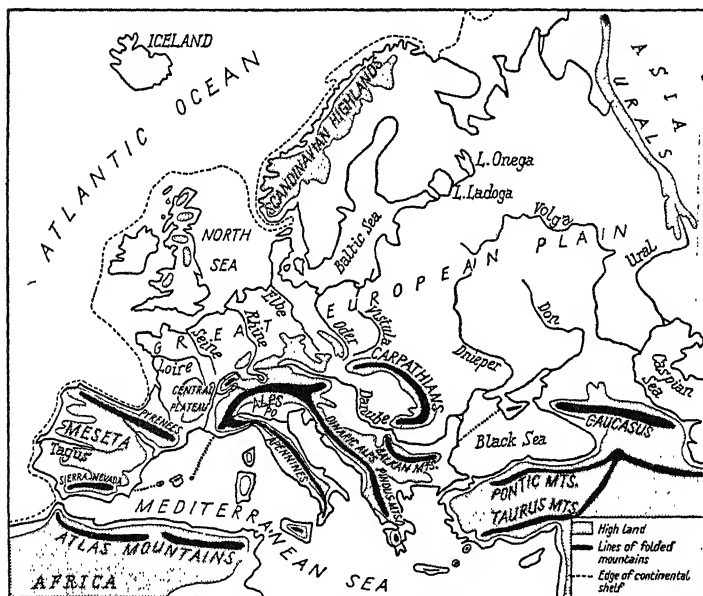 ICELAND
ATLANTIC OCEAN
ASIA
URALS
SCANDINAVIAN HIGHLANDS
L. Onega
L. Ladoga
Volga
NORTH
SEA
Baltic Sea
GREAT EUROPEAN PLAIN
Ural
Elbe
Rhine
Seine
Oder
Vistula
Don
Loire
Dnieper
CARPATHIANS
Caspian
Sea
CENTRAL
PLATEAU
Danube
ALPS
PO
PYRENEES
CAUCASUS
MESETA
DINARIC ALPS
BALKAN MTS.
Black Sea
Tagus
APENNINES
PINDUS MTS.
SIERRA NEVADA
PONTIC MTS.
TAURUS MTS.
MEDITERRANEAN SEA
ATLAS MOUNTAINS
AFRICA
High land
Lines of folded
mountains
Edge of continental
shelf